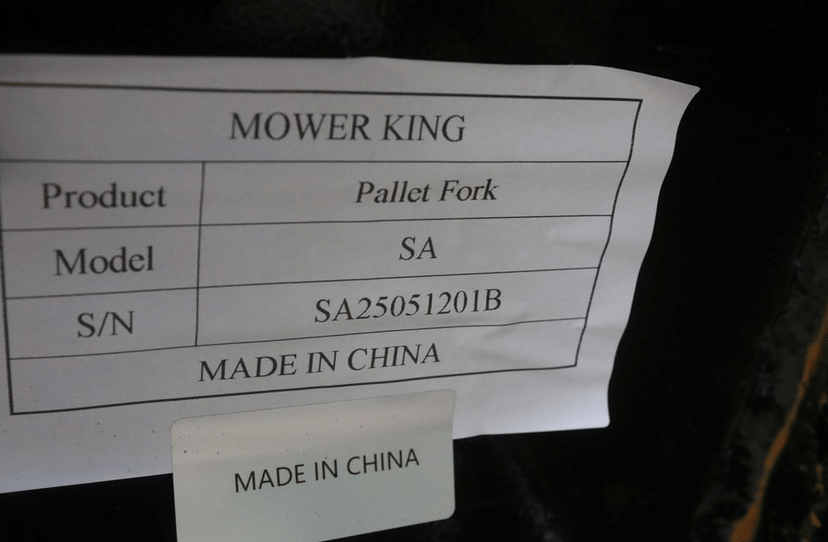 MOWER KING
Product Pallet Fork
Model SA
S/N SA25051201B
MADE IN CHINA
MADE IN CHINA